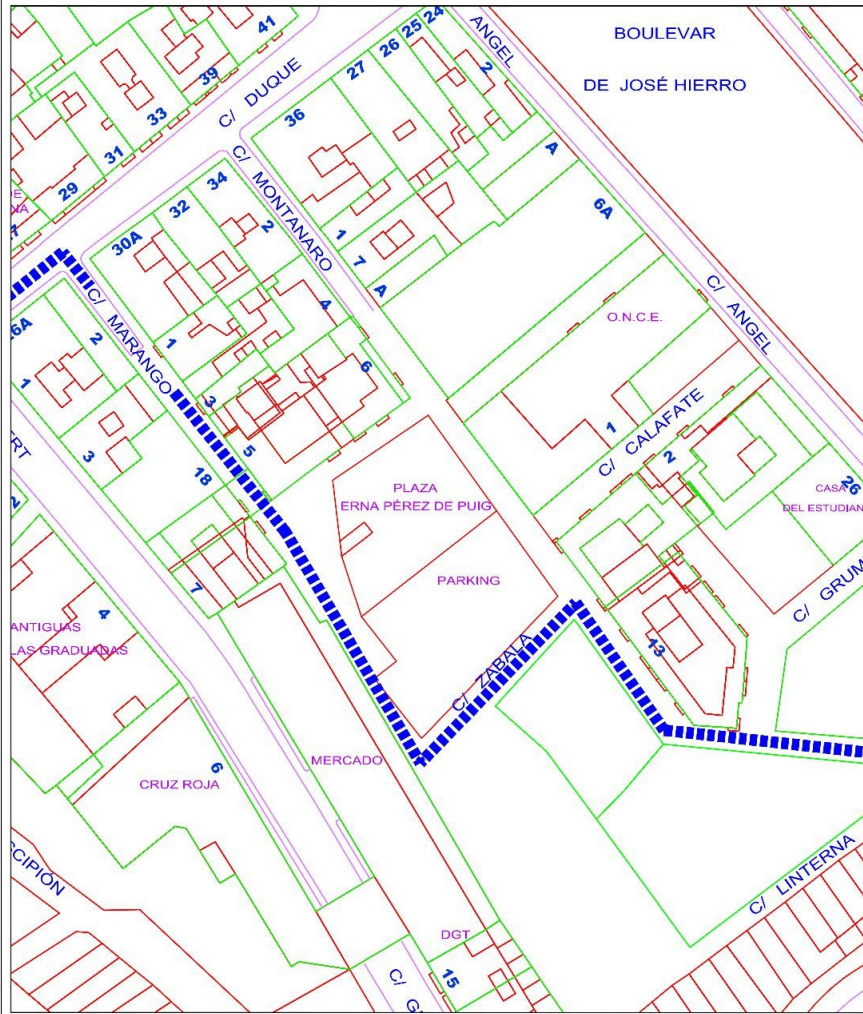 BOULEVAR
DE JOSÉ HIERRO
41
39
33
31
29
C/ DUQUE
24
25
26
27
36
2
ANGEL
34
32
30A
2
C/ MONTANARO
A
6A
1
7
A
C/ MARANGO
2
1
3
4
6
1
3
5
18
7
O.N.C.E.
C/ ANGEL
1
C/ CALAFATE
2
26
CASA
DEL ESTUDIAN
C/ GRUM
PLAZA
ERNA PÉREZ DE PUIG
PARKING
C/ ZABALA
13
4
ANTIGUAS
LAS GRADUADAS
6
CRUZ ROJA
MERCADO
C/ LINTERNA
DGT
15